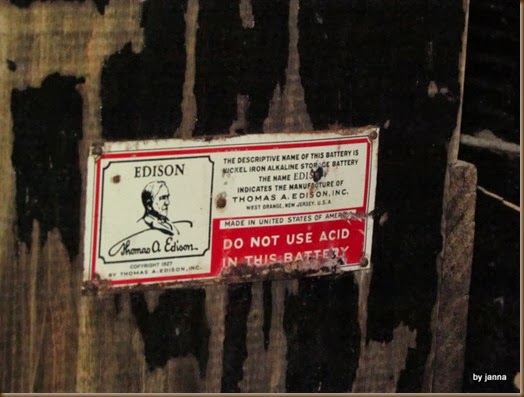 EDISON
Thomas A. Edison
COPYRIGHT 1927
BY THOMAS A. EDISON, INC.
THE DESCRIPTIVE NAME OF THIS BATTERY IS
NICKEL IRON ALKALINE STORAGE BATTERY
THE NAME EDIS
INDICATES THE MANUFACTURE OF
THOMAS A. EDISON, INC.
WEST ORANGE, NEW JERSEY, U.S.A.
MADE IN UNITED STATES OF AMERICA
DO NOT USE ACID
IN THIS BATTERY
by janna